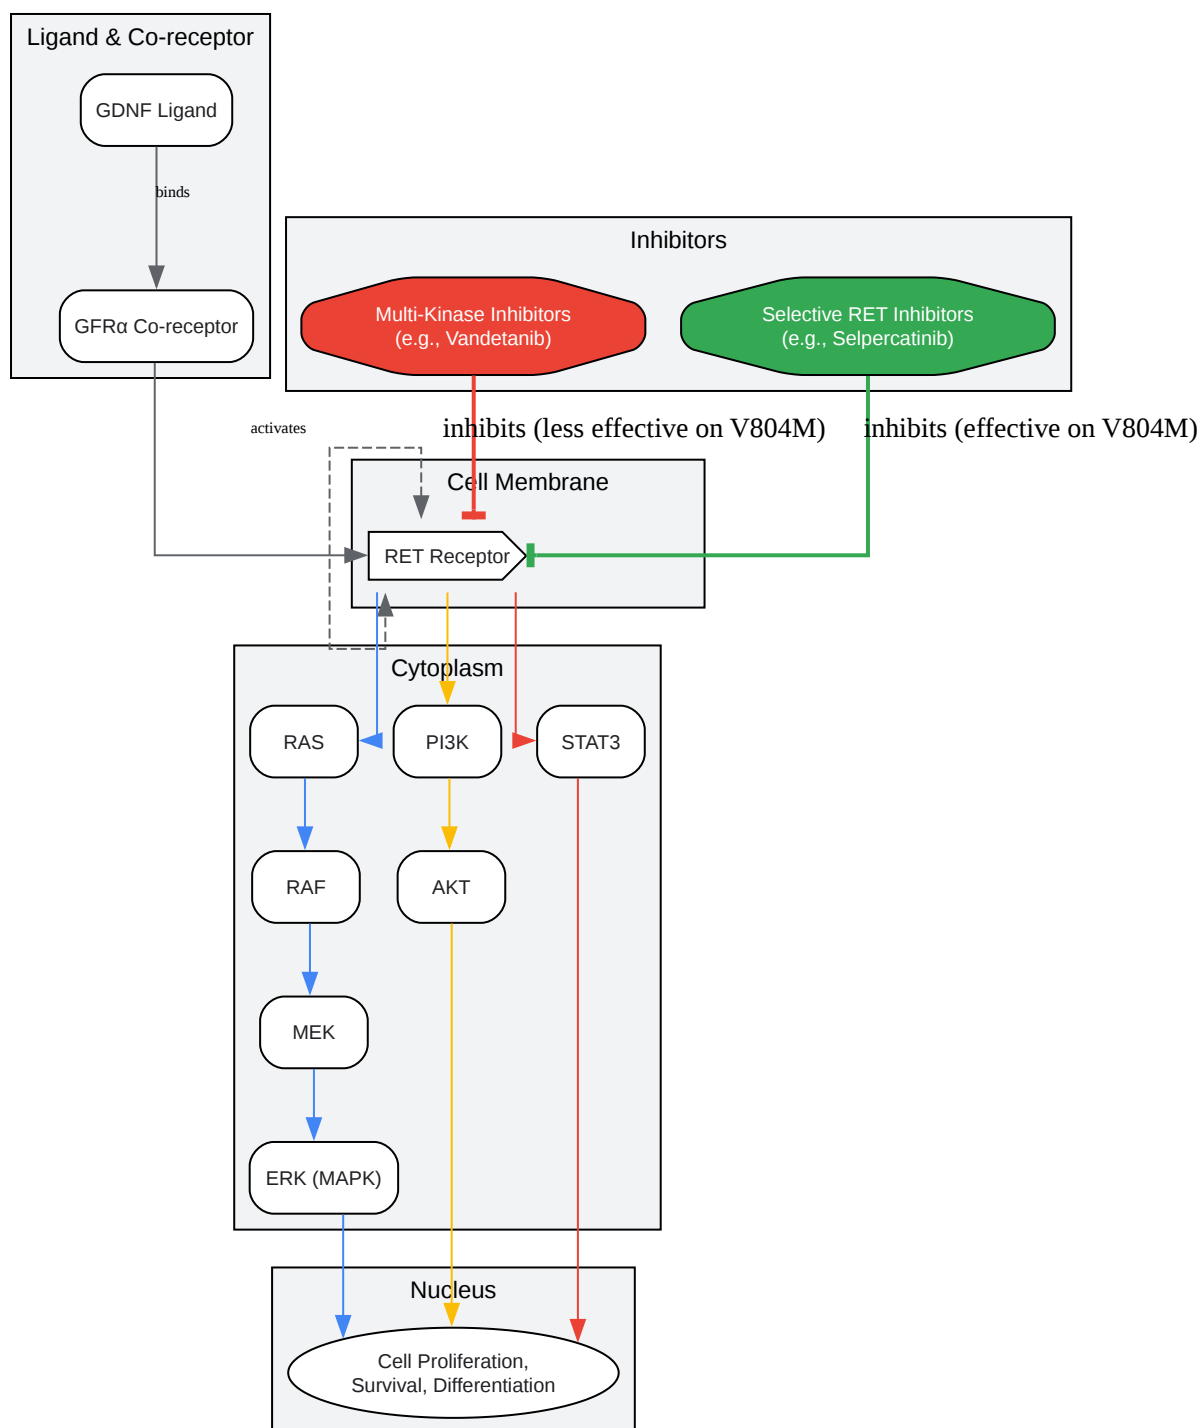 Ligand & Co-receptor
GDNF Ligand
binds
GFRα Co-receptor
Inhibitors
Multi-Kinase Inhibitors
(e.g., Vandetanib)
Selective RET Inhibitors
(e.g., Selpercatinib)
activates
inhibits (less effective on V804M)
inhibits (effective on V804M)
Cell Membrane
RET Receptor
Cytoplasm
RAS
PI3K
STAT3
RAF
AKT
MEK
ERK (MAPK)
Nucleus
Cell Proliferation,
Survival, Differentiation